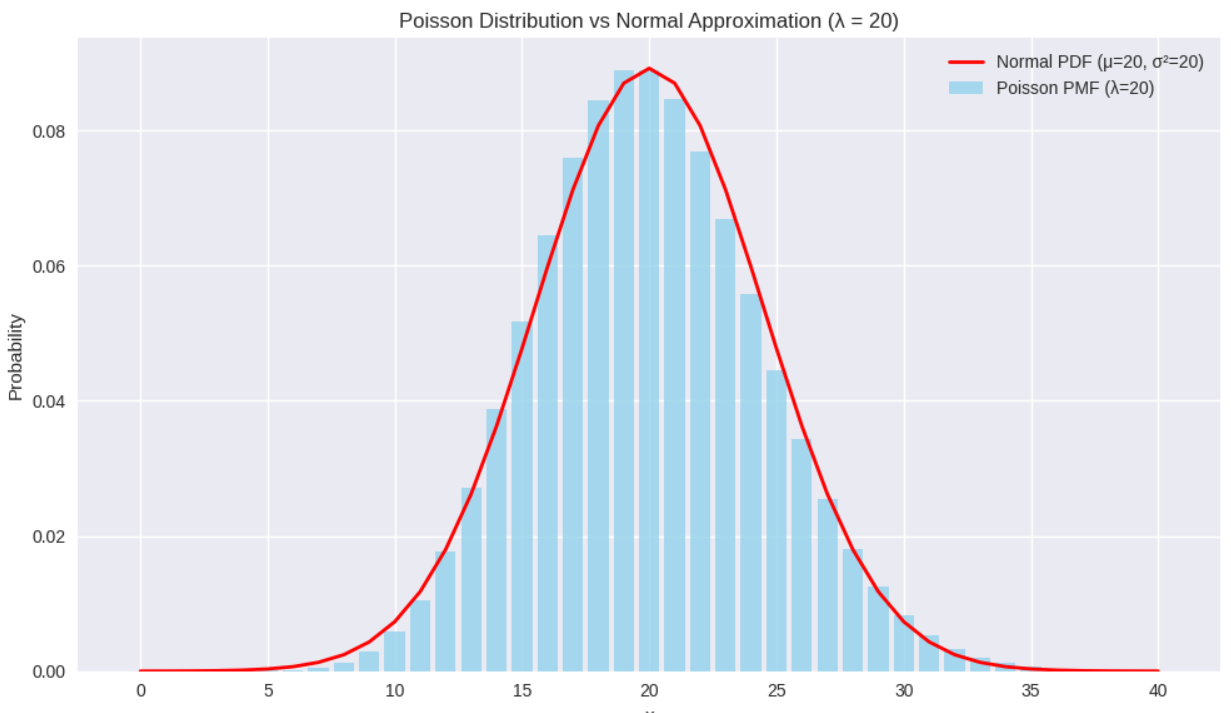 Poisson Distribution vs Normal Approximation (λ = 20)
Normal PDF (μ=20, σ²=20)
Poisson PMF (λ=20)
Probability
0.08
0.06
0.04
0.02
0.00
0 5 10 15 20 25 30 35 40